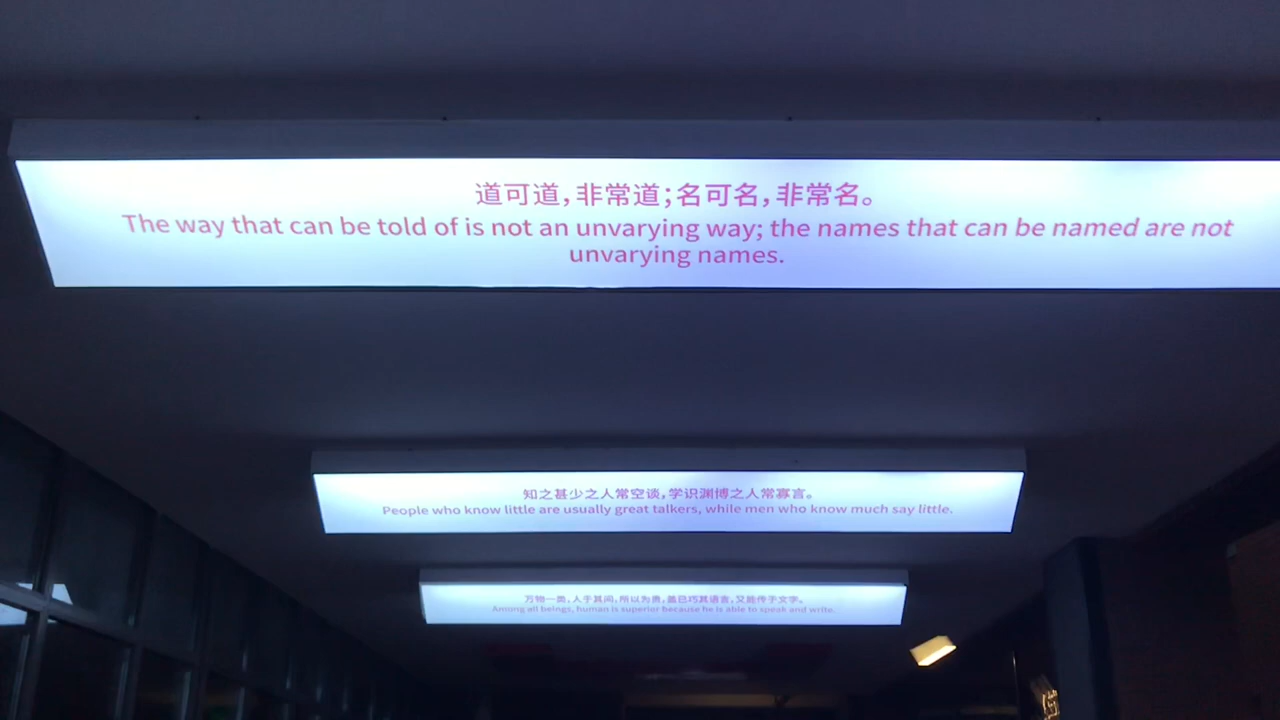 道可道，非常道；名可名，非常名。
The way that can be told of is not an unvarying way; the names that can be named are not
unvarying names.
知之甚少之人常空谈，学识渊博之人常寡言。
People who know little are usually great talkers, while men who know much say little.
万物一类，人于其间，所以为贵，盖已巧其语言，又能传于文字。
Among all beings, human is superior because he is able to speak and write.